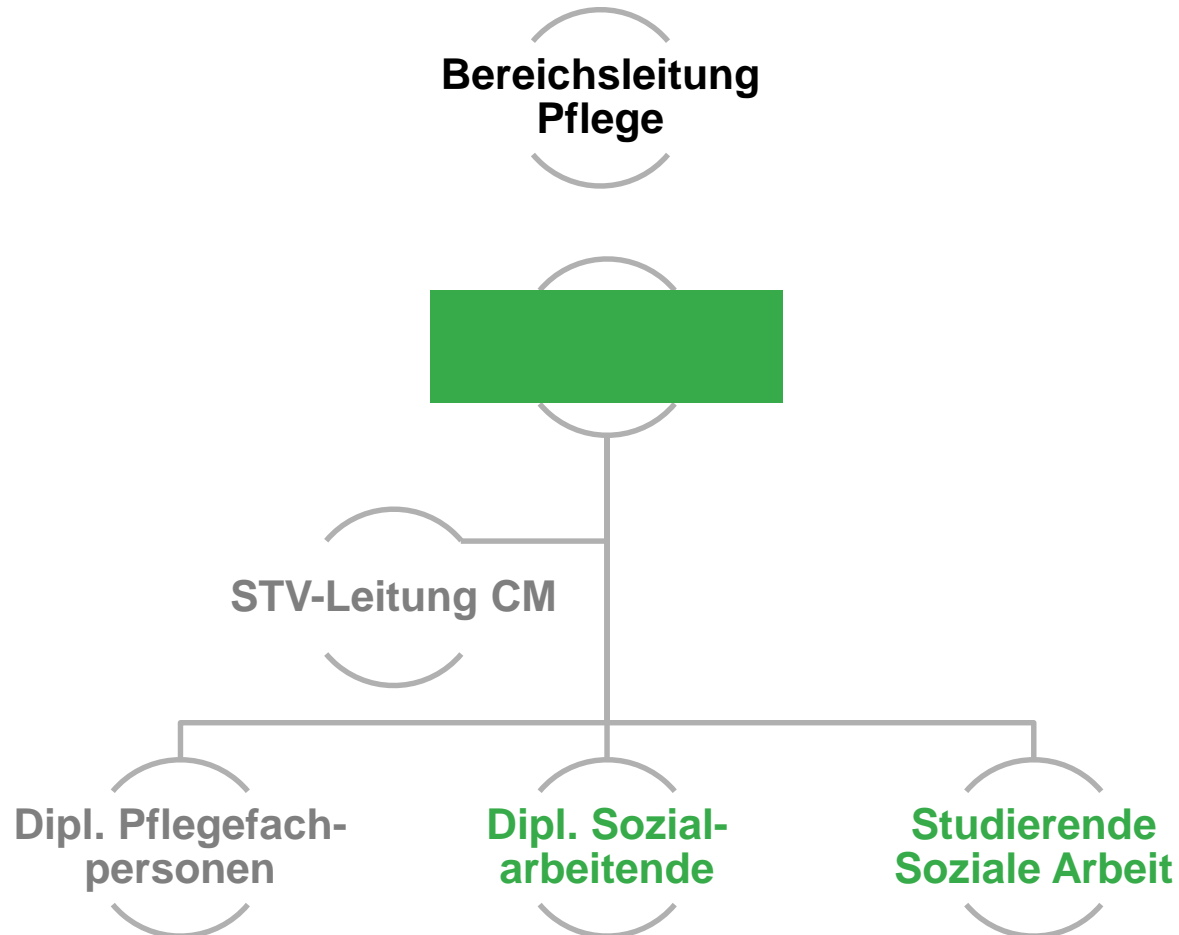 Bereichsleitung
Pflege
STV-Leitung CM
Dipl. Pflegefach-
personen
Dipl. Sozial-
arbeitende
Studierende
Soziale Arbeit